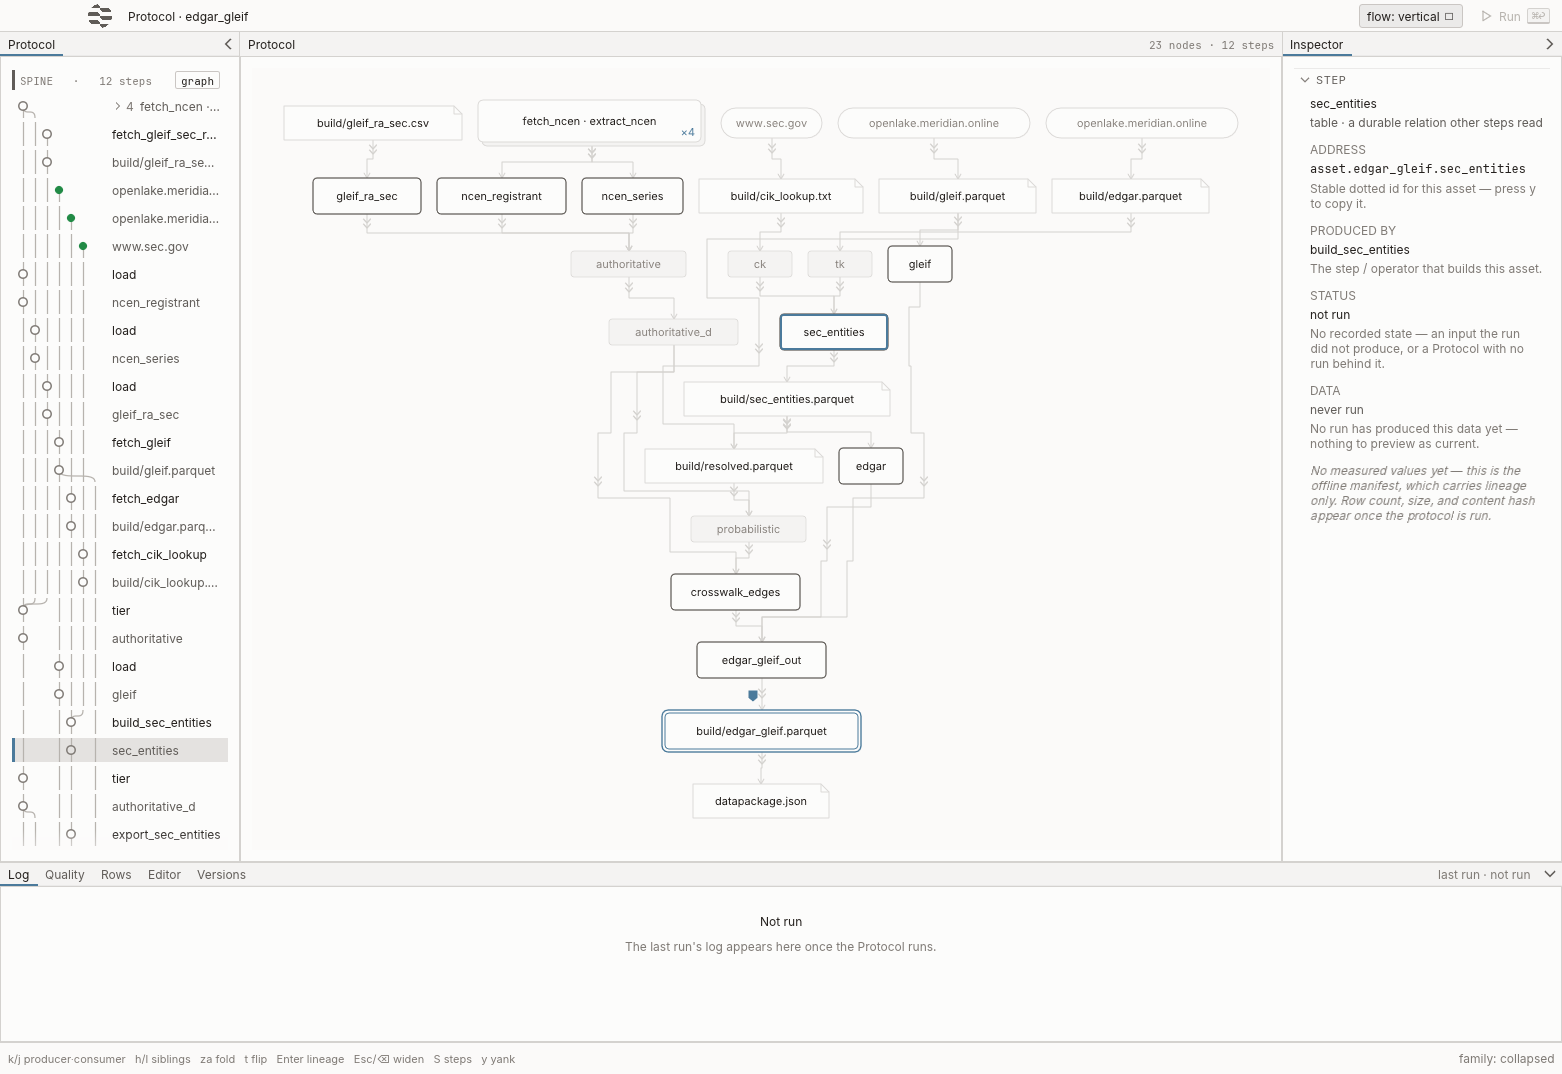 Protocol · edgar_gleif
flow: vertical
Run
Protocol
Protocol
23 nodes · 12 steps
Inspector
SPINE · 12 steps
graph
4 fetch_ncen ·...
fetch_gleif_sec_r...
build/gleif_ra_se...
openlake.meridia...
openlake.meridia...
www.sec.gov
load
ncen_registrant
load
ncen_series
load
gleif_ra_sec
fetch_gleif
build/gleif.parquet
fetch_edgar
build/edgar.parq...
fetch_cik_lookup
build/cik_lookup....
tier
authoritative
load
gleif
build_sec_entities
sec_entities
tier
authoritative_d
export_sec_entities
build/gleif_ra_sec.csv
fetch_ncen · extract_ncen
×4
www.sec.gov
openlake.meridian.online
openlake.meridian.online
gleif_ra_sec
ncen_registrant
ncen_series
build/cik_lookup.txt
build/gleif.parquet
build/edgar.parquet
authoritative
ck
tk
gleif
authoritative_d
sec_entities
build/sec_entities.parquet
build/resolved.parquet
edgar
probabilistic
crosswalk_edges
edgar_gleif_out
build/edgar_gleif.parquet
datapackage.json
STEP
sec_entities
table · a durable relation other steps read
ADDRESS
asset.edgar_gleif.sec_entities
Stable dotted id for this asset — press y
to copy it.
PRODUCED BY
build_sec_entities
The step / operator that builds this asset.
STATUS
not run
No recorded state — an input the run
did not produce, or a Protocol with no
run behind it.
DATA
never run
No run has produced this data yet —
nothing to preview as current.
No measured values yet — this is the
offline manifest, which carries lineage
only. Row count, size, and content hash
appear once the protocol is run.
Log
Quality
Rows
Editor
Versions
last run · not run
Not run
The last run's log appears here once the Protocol runs.
k/j producer·consumer h/l siblings za fold t flip Enter lineage Esc/⌫ widen S steps y yank
family: collapsed